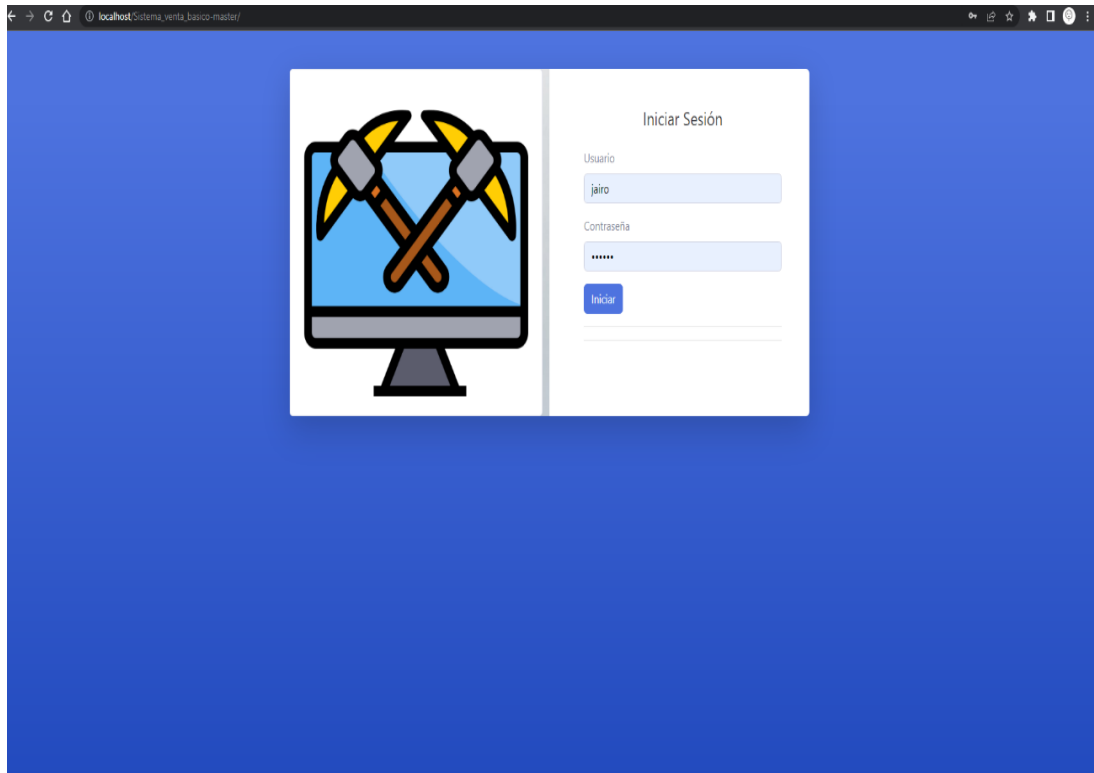 localhost/Sistema_venta_basico-master/
Iniciar Sesión
Usuario
jairo
Contraseña
••••••
Iniciar